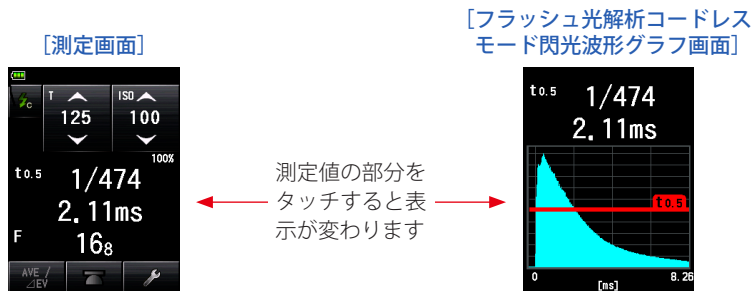 [測定画面]
[フラッシュ光解析コードレス
モード閃光波形グラフ画面]
C
T
125
ISO
100
100%
t0.5 1/474
2.11ms
F 168
AVE /
⊿EV
測定値の部分を
タッチすると表
示が変わります
t0.5 1/474
2.11ms
t0.5
0 8.26
[ms]